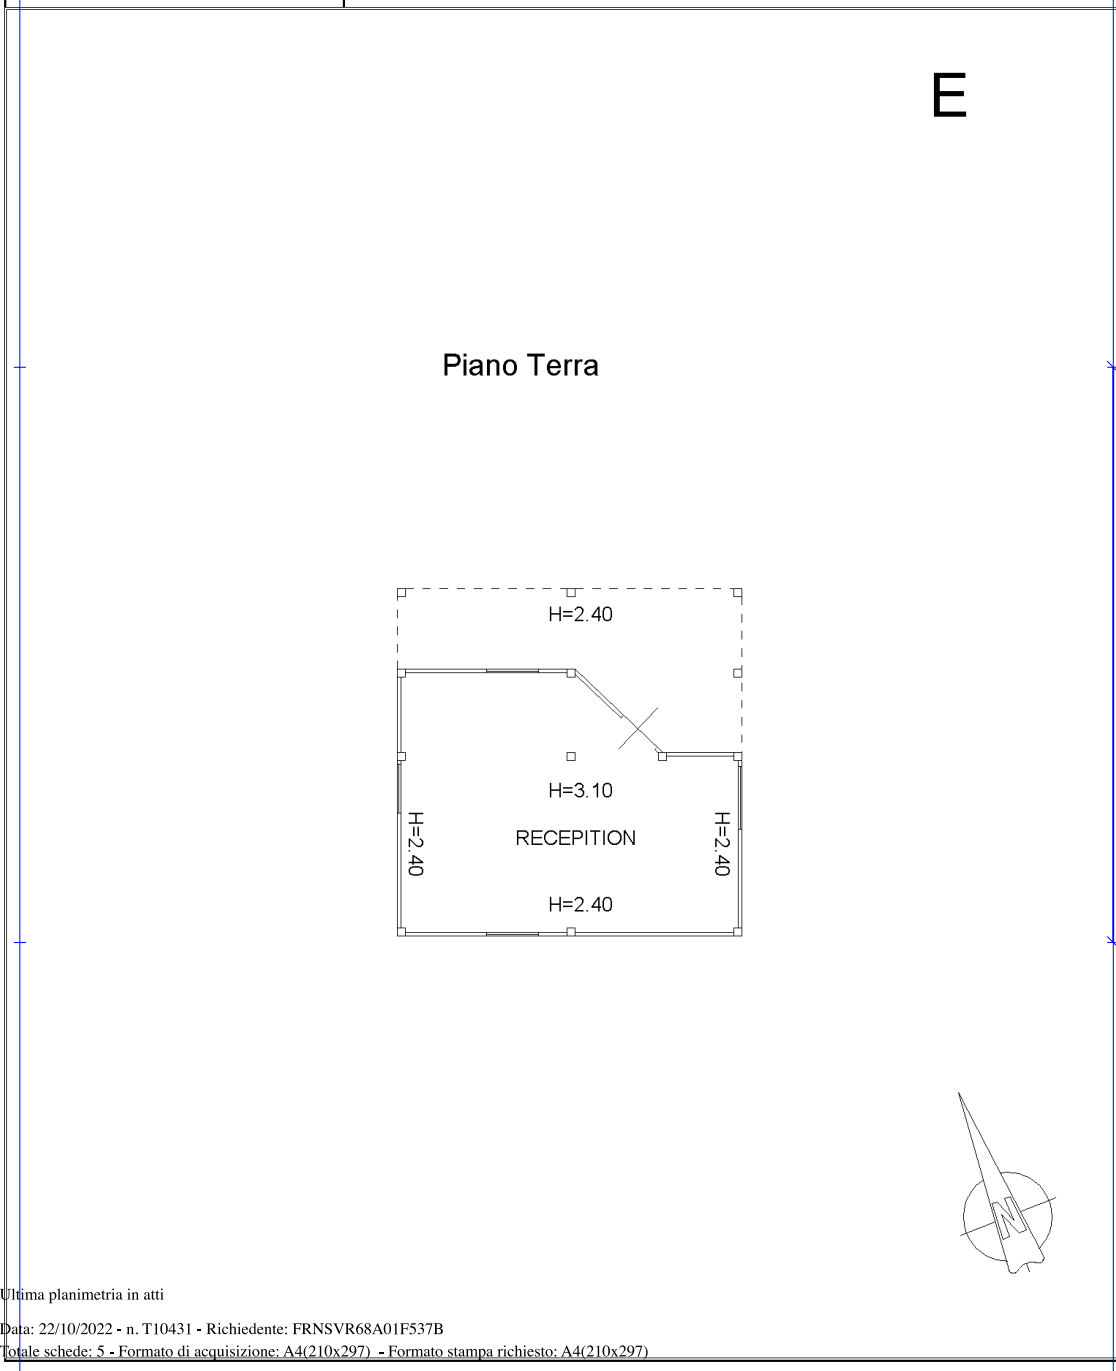 E
Piano Terra
H=2.40
H=3.10
H=2.40
H=2.40
RECEPITION
H=2.40
N
Ultima planimetria in atti
Data: 22/10/2022 - n. T10431 - Richiedente: FRNSVR68A01F537B
Totale schede: 5 - Formato di acquisizione: A4(210x297) - Formato stampa richiesto: A4(210x297)